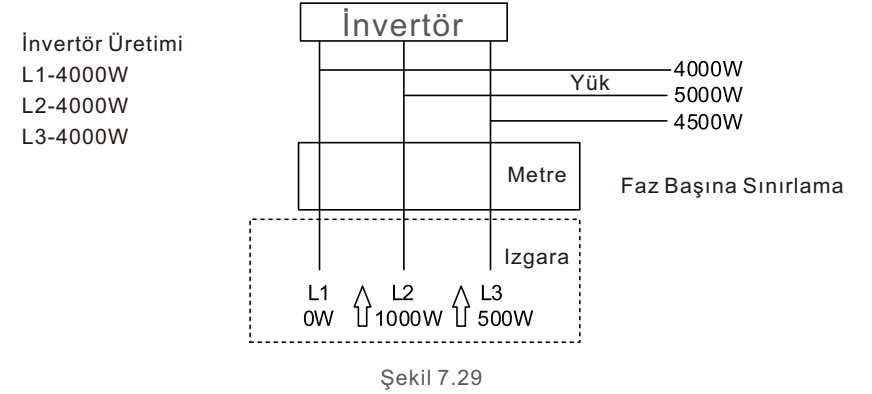 İnvertör
İnvertör Üretimi
L1-4000W
L2-4000W
L3-4000W
4000W
Yük
5000W
4500W
Metre
Faz Başına Sınırlama
Izgara
L1 L2 L3
0W 1000W 500W
Şekil 7.29